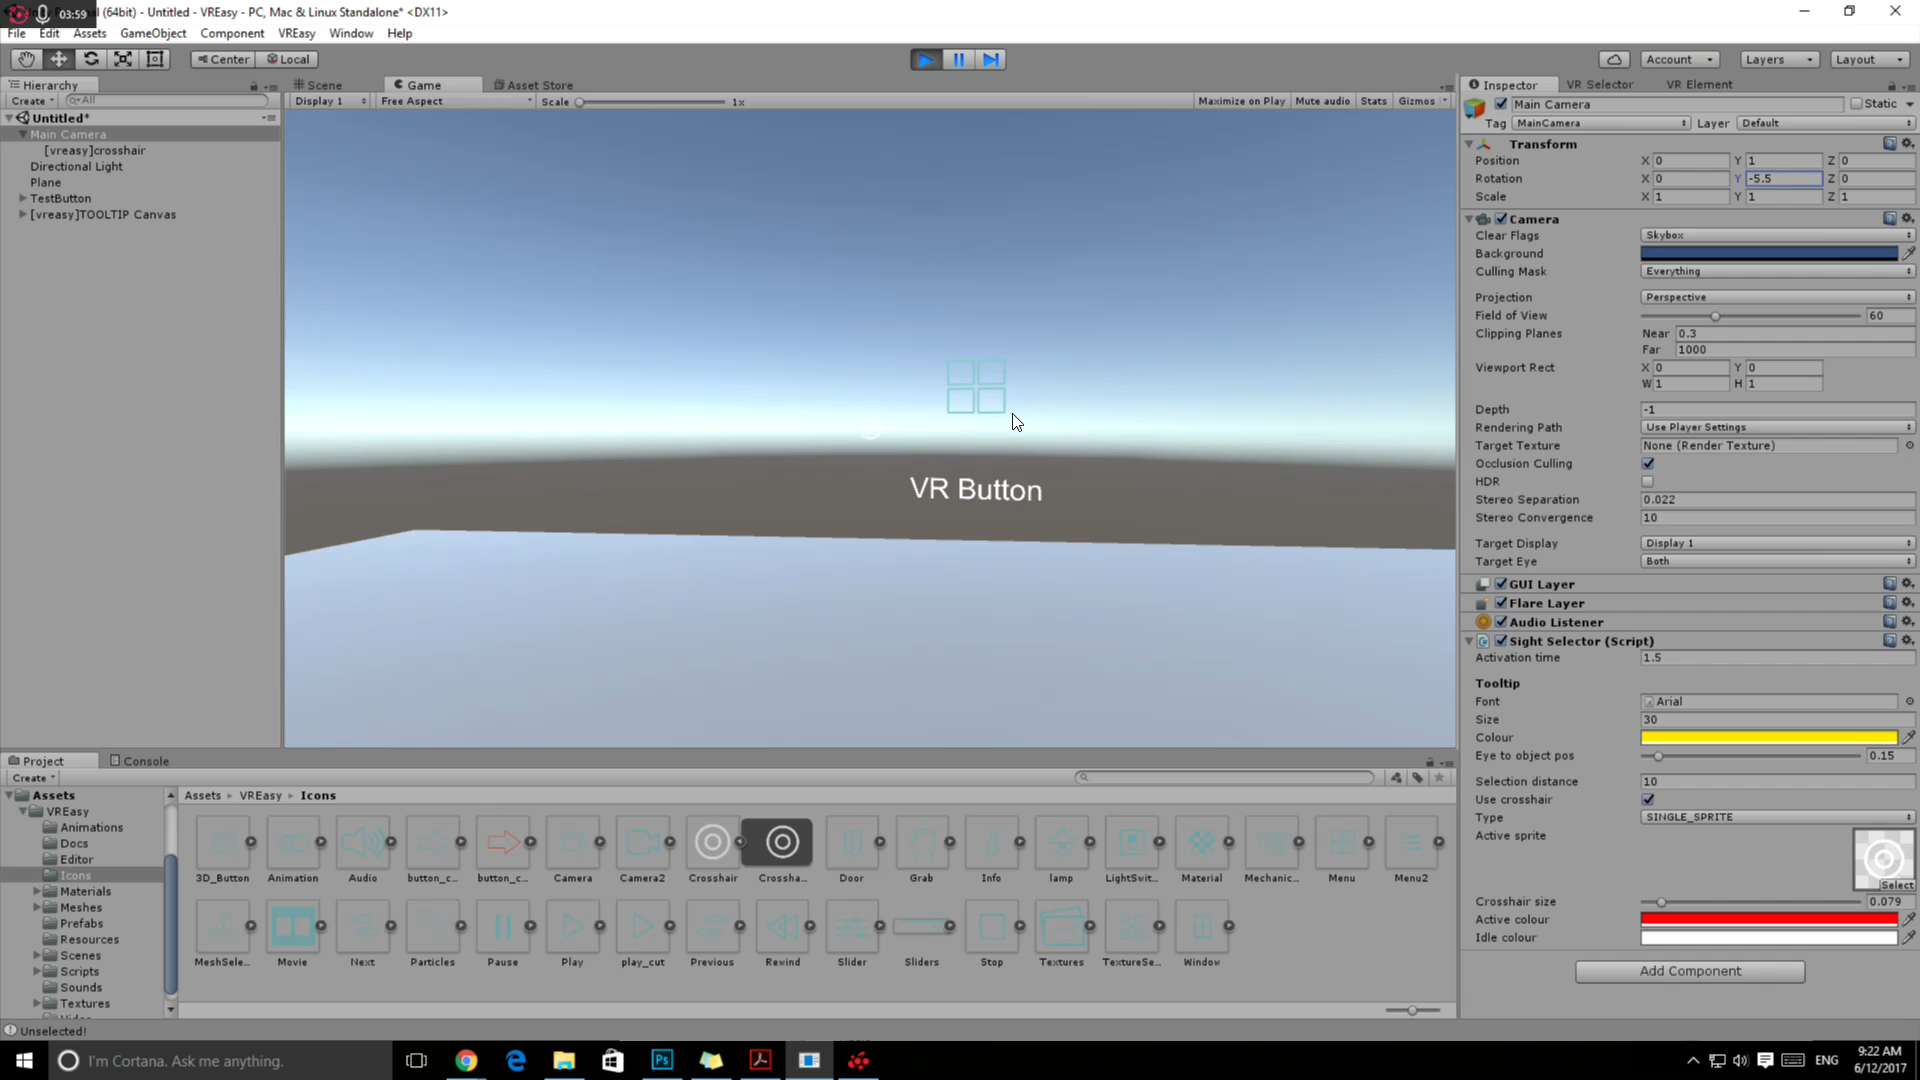 03:59
al (64bit) - Untitled - VREasy - PC, Mac & Linux Standalone* <DX11>
File Edit Assets GameObject Component VREasy Window Help
Center Local
Account Layers Layout
Hierarchy
Create All
Untitled*
Main Camera
[vreasy]crosshair
Directional Light
Plane
TestButton
[vreasy]TOOLTIP Canvas
Scene Game Asset Store
Display 1 Free Aspect Scale 1x Maximize on Play Mute audio Stats Gizmos
VR Button
Inspector VR Selector VR Element
Main Camera Static
Tag MainCamera Layer Default
Transform
Position X 0 Y 1 Z 0
Rotation X 0 Y -5.5 Z 0
Scale X 1 Y 1 Z 1
Camera
Clear Flags Skybox
Background
Culling Mask Everything
Projection Perspective
Field of View 60
Clipping Planes Near 0.3
Far 1000
Viewport Rect X 0 Y 0
W 1 H 1
Depth -1
Rendering Path Use Player Settings
Target Texture None (Render Texture)
Occlusion Culling
HDR
Stereo Separation 0.022
Stereo Convergence 10
Target Display Display 1
Target Eye Both
GUI Layer
Flare Layer
Audio Listener
Sight Selector (Script)
Activation time 1.5
Tooltip
Font Arial
Size 30
Colour
Eye to object pos 0.15
Selection distance 10
Use crosshair
Type SINGLE_SPRITE
Active sprite
Select
Crosshair size 0.079
Active colour
Idle colour
Add Component
Project Console
Create
Assets
VREasy
Animations
Docs
Editor
Icons
Materials
Meshes
Prefabs
Resources
Scenes
Scripts
Sounds
Textures
Assets VREasy Icons
3D_Button Animation Audio button_c... button_c... Camera Camera2 Crosshair Crossha... Door Grab Info lamp LightSwit... Material Mechanic... Menu Menu2
MeshSele... Movie Next Particles Pause Play play_cut Previous Rewind Slider Sliders Stop Textures TextureSe... Window
Unselected!
I'm Cortana. Ask me anything.
ENG
9:22 AM
6/12/2017